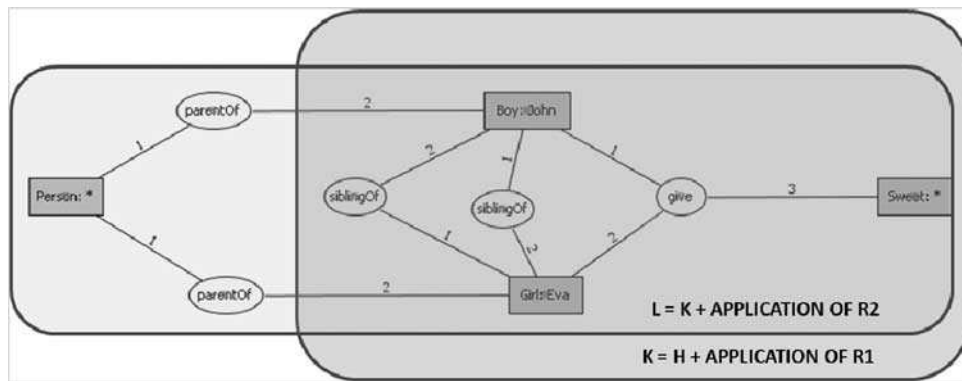 parentOf
2
Boy: John
1
2
1
1
Person: *
siblingOf
siblingOf
give
3
Sweet: *
1
1
2
2
parentOf
2
Girl: Eva
L = K + APPLICATION OF R2
K = H + APPLICATION OF R1